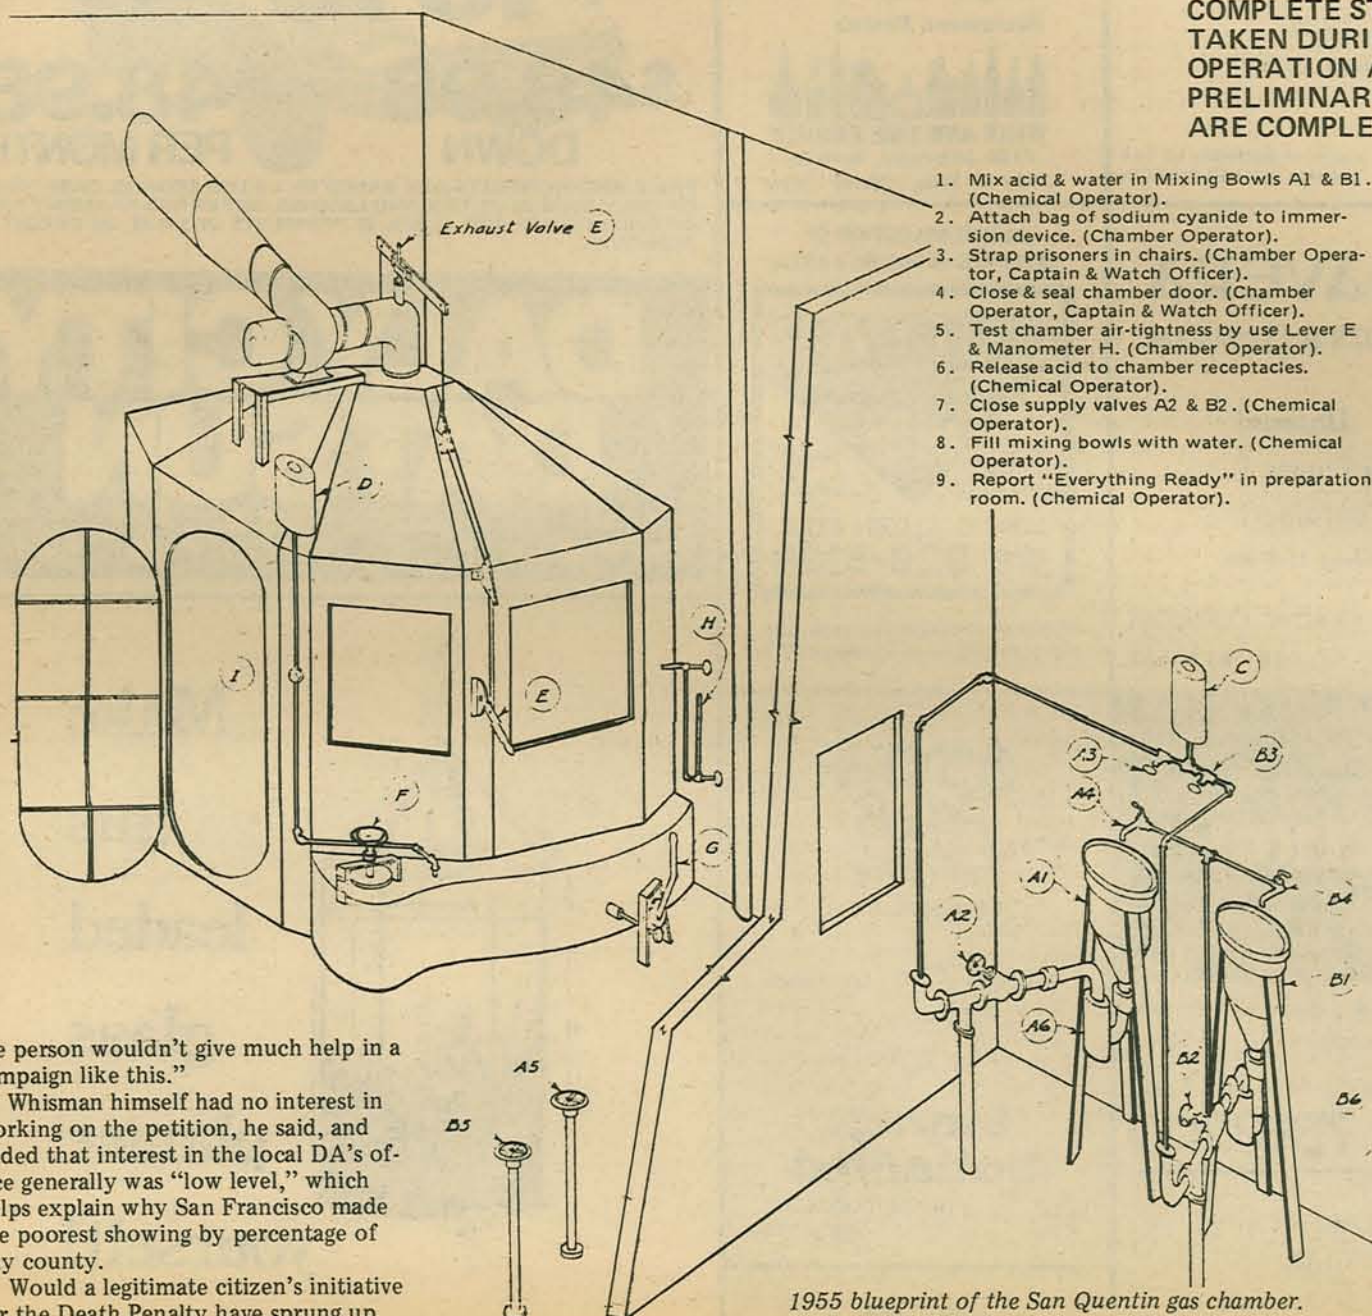 COMPLETE ST
TAKEN DURI
OPERATION A
PRELIMINAR
ARE COMPLE
1. Mix acid & water in Mixing Bowls A1 & B1.
(Chemical Operator).
2. Attach bag of sodium cyanide to immer-
sion device. (Chamber Operator).
3. Strap prisoners in chairs. (Chamber Opera-
tor, Captain & Watch Officer).
4. Close & seal chamber door. (Chamber
Operator, Captain & Watch Officer).
5. Test chamber air-tightness by use Lever E
& Manometer H. (Chamber Operator).
6. Release acid to chamber receptacles.
(Chemical Operator).
7. Close supply valves A2 & B2. (Chemical
Operator).
8. Fill mixing bowls with water. (Chemical
Operator).
9. Report "Everything Ready" in preparation
room. (Chemical Operator).
Exhaust Valve E
D
H
I
E
F
G
C
A3
B3
A4
A1
B4
A2
B1
A6
B2
B6
A5
B5
e person wouldn't give much help in a
mpaign like this."
Whisman himself had no interest in
orking on the petition, he said, and
ded that interest in the local DA's of-
ce generally was "low level," which
lps explain why San Francisco made
e poorest showing by percentage of
y county.
Would a legitimate citizen's initiative
r the Death Penalty have sprung up
1955 blueprint of the San Quentin gas chamber.